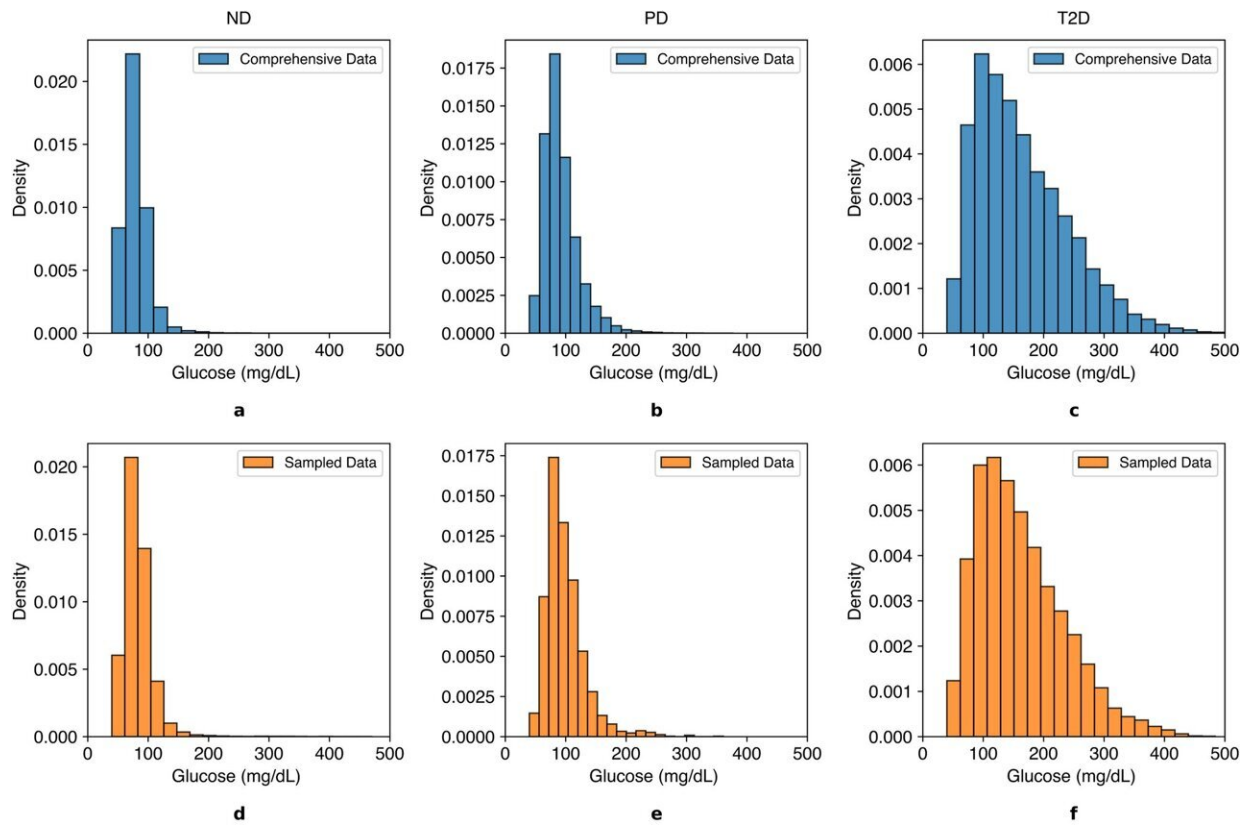 ND PD T2D
Comprehensive Data Comprehensive Data Comprehensive Data
Density
0.020
0.015
0.010
0.005
0.000
0 100 200 300 400 500
Glucose (mg/dL)
a
Density
0.0175
0.0150
0.0125
0.0100
0.0075
0.0050
0.0025
0.0000
0 100 200 300 400 500
Glucose (mg/dL)
b
Density
0.006
0.005
0.004
0.003
0.002
0.001
0.000
0 100 200 300 400 500
Glucose (mg/dL)
c
Sampled Data Sampled Data Sampled Data
Density
0.020
0.015
0.010
0.005
0.000
0 100 200 300 400 500
Glucose (mg/dL)
d
Density
0.0175
0.0150
0.0125
0.0100
0.0075
0.0050
0.0025
0.0000
0 100 200 300 400 500
Glucose (mg/dL)
e
Density
0.006
0.005
0.004
0.003
0.002
0.001
0.000
0 100 200 300 400 500
Glucose (mg/dL)
f